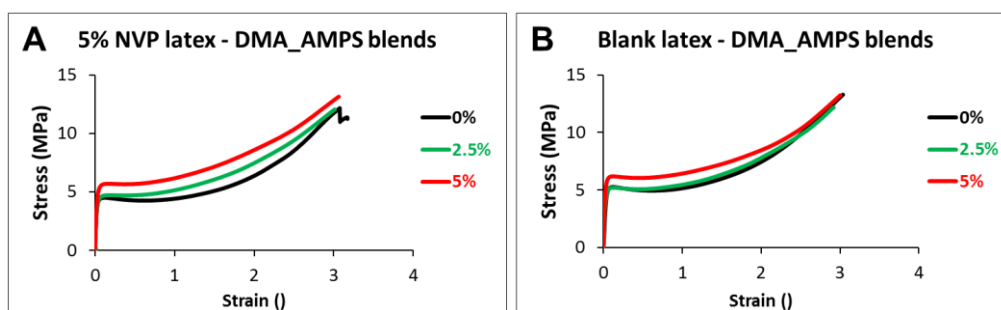 A
5% NVP latex - DMA_AMPS blends
15
10
5
0
Stress (MPa)
0 1 2 3 4
Strain ()
0%
2.5%
5%
B
Blank latex - DMA_AMPS blends
15
10
5
0
Stress (MPa)
0 1 2 3 4
Strain ()
0%
2.5%
5%